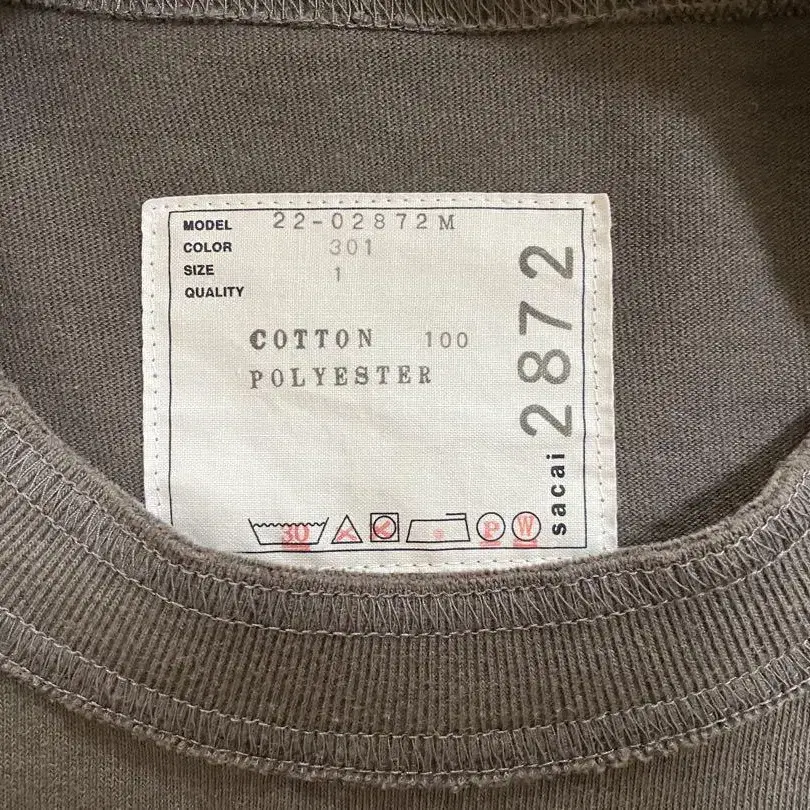 MODEL 22-02872M
COLOR 301
SIZE 1
QUALITY
COTTON 100
POLYESTER
30
P
W
sacai 2872